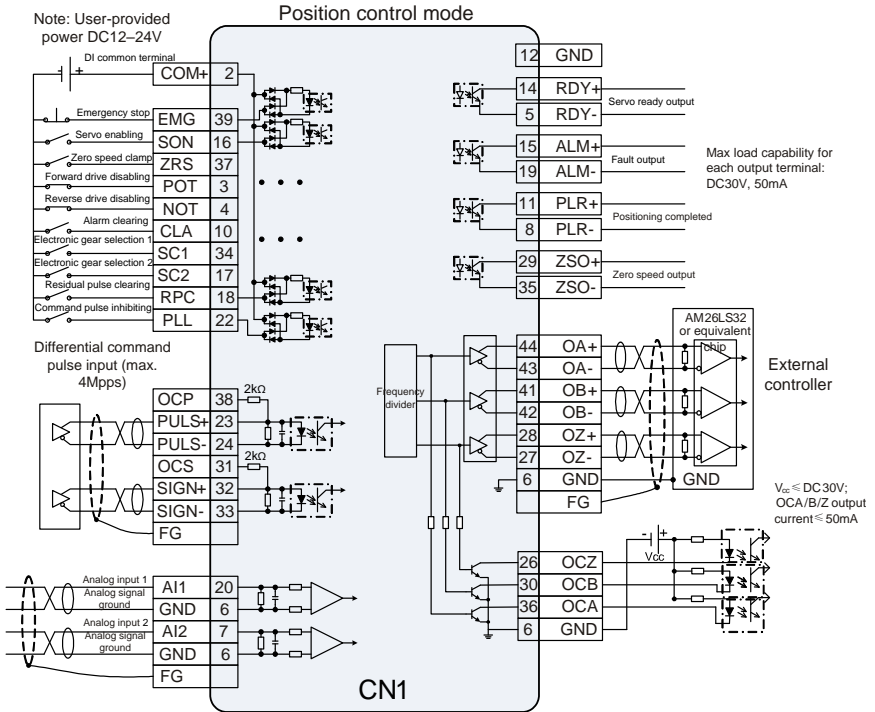 Position control mode
Note: User-provided
power DC12–24V
DI common terminal
COM+ 2
Emergency stop
EMG 39
Servo enabling
SON 16
Zero speed clamp
ZRS 37
Forward drive disabling
POT 3
Reverse drive disabling
NOT 4
Alarm clearing
CLA 10
Electronic gear selection 1
SC1 34
Electronic gear selection 2
SC2 17
Residual pulse clearing
RPC 18
Command pulse inhibiting
PLL 22
Differential command
pulse input (max.
4Mpps)
OCP 38 2kΩ
PULS+ 23
PULS- 24
OCS 31 2kΩ
SIGN+ 32
SIGN- 33
FG
Analog input 1
AI1 20
Analog signal
ground
GND 6
Analog input 2
AI2 7
Analog signal
ground
GND 6
FG
CN1
12 GND
14 RDY+
Servo ready output
5 RDY-
15 ALM+
Fault output
19 ALM-
11 PLR+
Positioning completed
8 PLR-
29 ZSO+
Zero speed output
35 ZSO-
Max load capability for
each output terminal:
DC30V, 50mA
Frequency
divider
44 OA+
43 OA-
41 OB+
42 OB-
28 OZ+
27 OZ-
6 GND
FG
AM26LS32
or equivalent
chip
GND
External
controller
Vcc≤DC30V;
OCA/B/Z output
current≤50mA
- +
Vcc
26 OCZ
30 OCB
36 OCA
6 GND